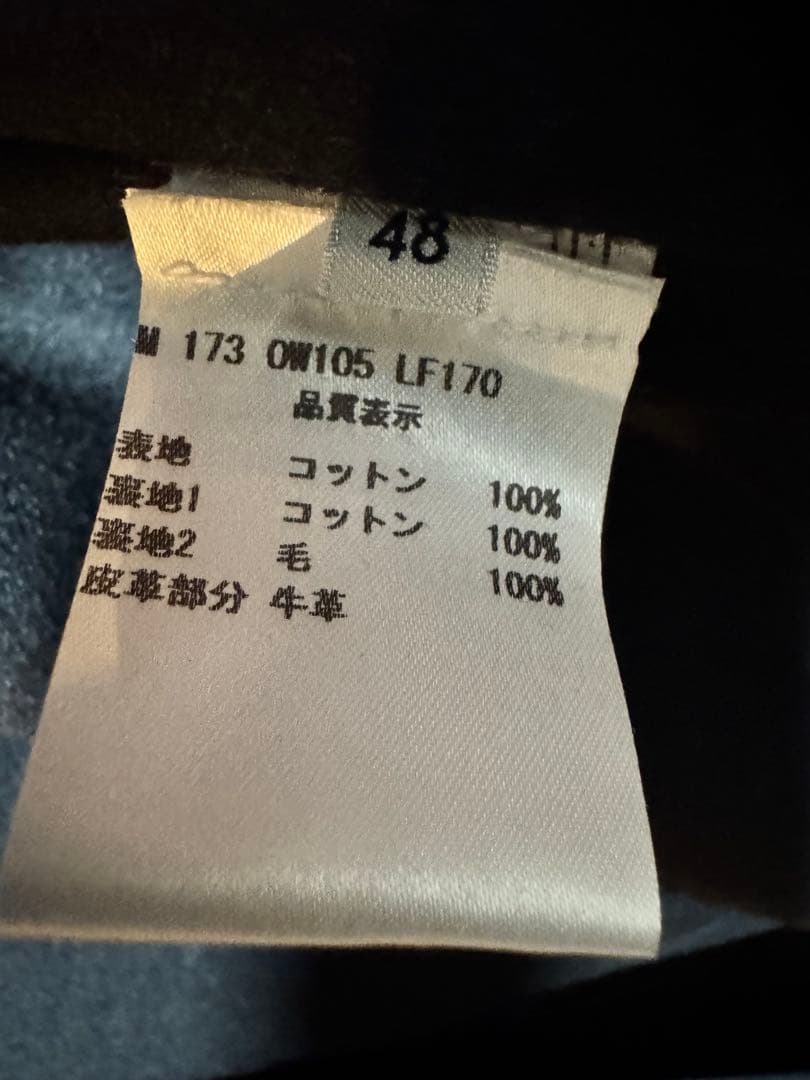 48
M 173 OW105 LF170
品質表示
表地 コットン 100%
裏地1 コットン 100%
裏地2 毛 100%
皮革部分 牛革